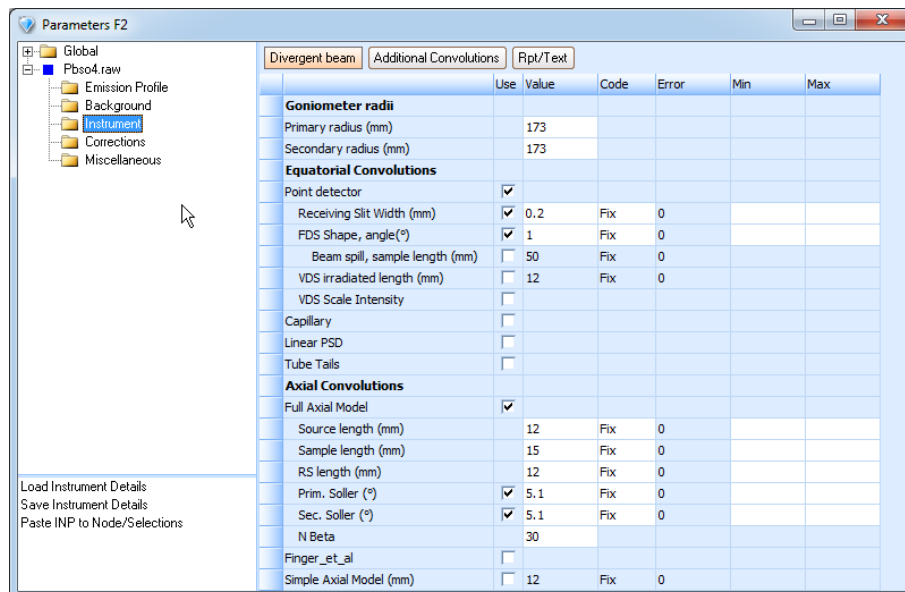 Parameters F2
Global
Pbso4.raw
Emission Profile
Background
Instrument
Corrections
Miscellaneous
Load Instrument Details
Save Instrument Details
Paste INP to Node/Selections
Divergent beam Additional Convolutions Rpt/Text
Use Value Code Error Min Max
Goniometer radii
Primary radius (mm) 173
Secondary radius (mm) 173
Equatorial Convolutions
Point detector
Receiving Slit Width (mm) 0.2 Fix 0
FDS Shape, angle(°) 1 Fix 0
Beam spill, sample length (mm) 50 Fix 0
VDS irradiated length (mm) 12 Fix 0
VDS Scale Intensity
Capillary
Linear PSD
Tube Tails
Axial Convolutions
Full Axial Model
Source length (mm) 12 Fix 0
Sample length (mm) 15 Fix 0
RS length (mm) 12 Fix 0
Prim. Soller (°) 5.1 Fix 0
Sec. Soller (°) 5.1 Fix 0
N Beta 30
Finger_et_al
Simple Axial Model (mm) 12 Fix 0